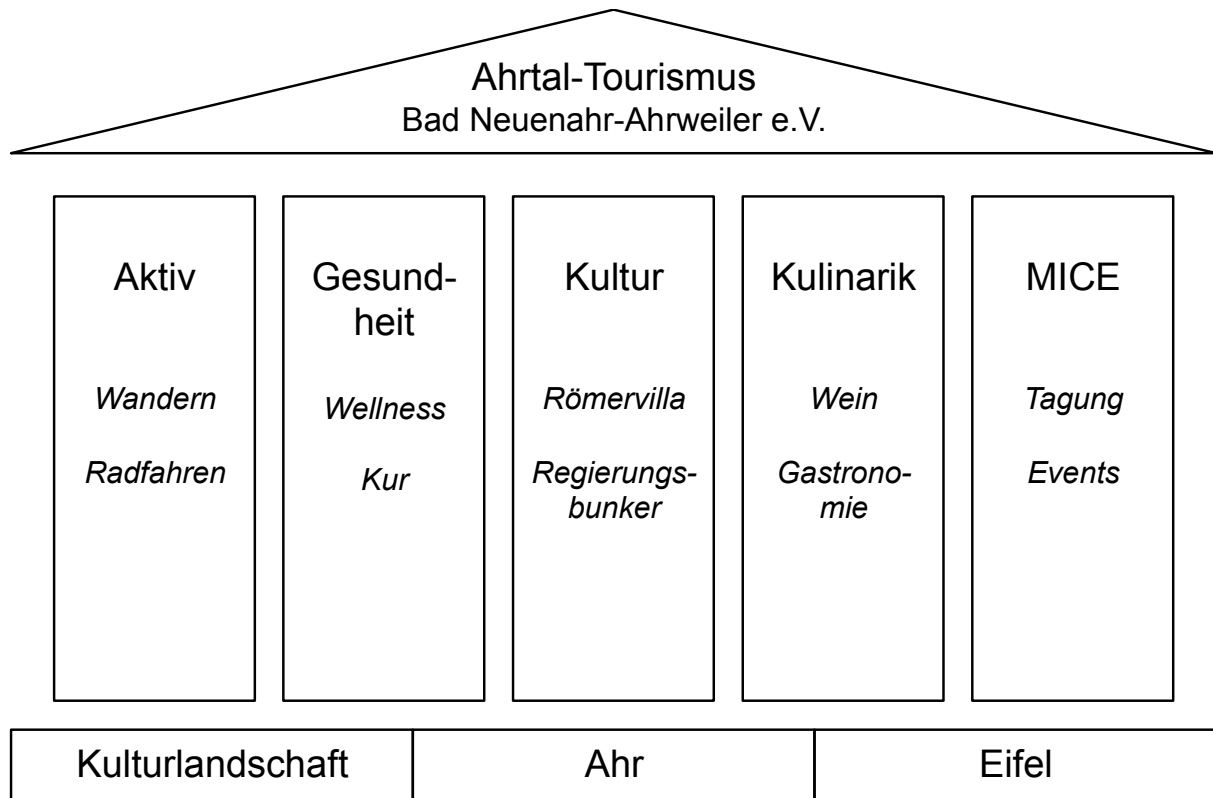 Ahrtal-Tourismus
Bad Neuenahr-Ahrweiler e.V.
Aktiv
Wandern
Radfahren
Gesund-
heit
Wellness
Kur
Kultur
Römervilla
Regierungs-
bunker
Kulinarik
Wein
Gastrono-
mie
MICE
Tagung
Events
Kulturlandschaft
Ahr
Eifel